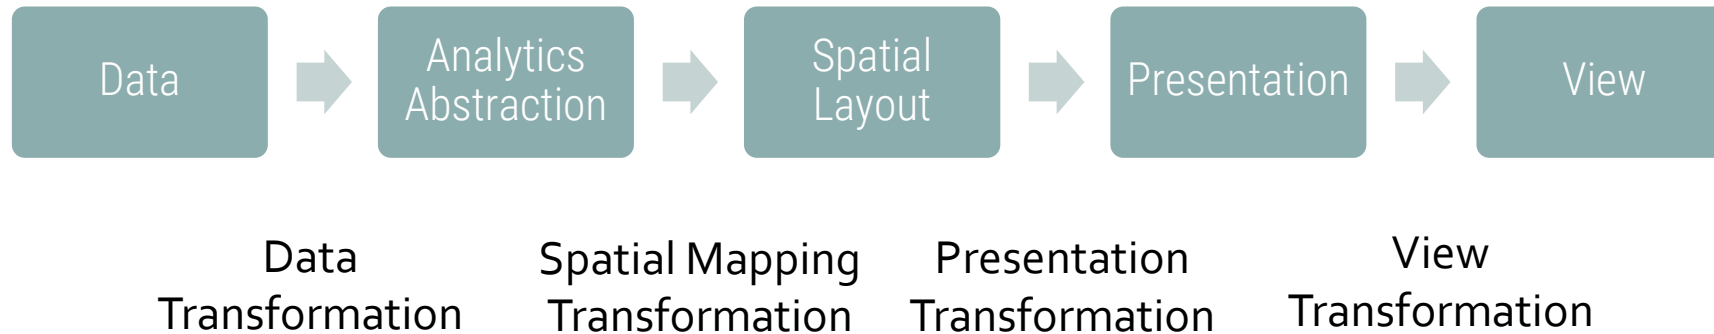 Data
Analytics
Abstraction
Spatial
Layout
Presentation
View
Data
Transformation
Spatial Mapping
Transformation
Presentation
Transformation
View
Transformation